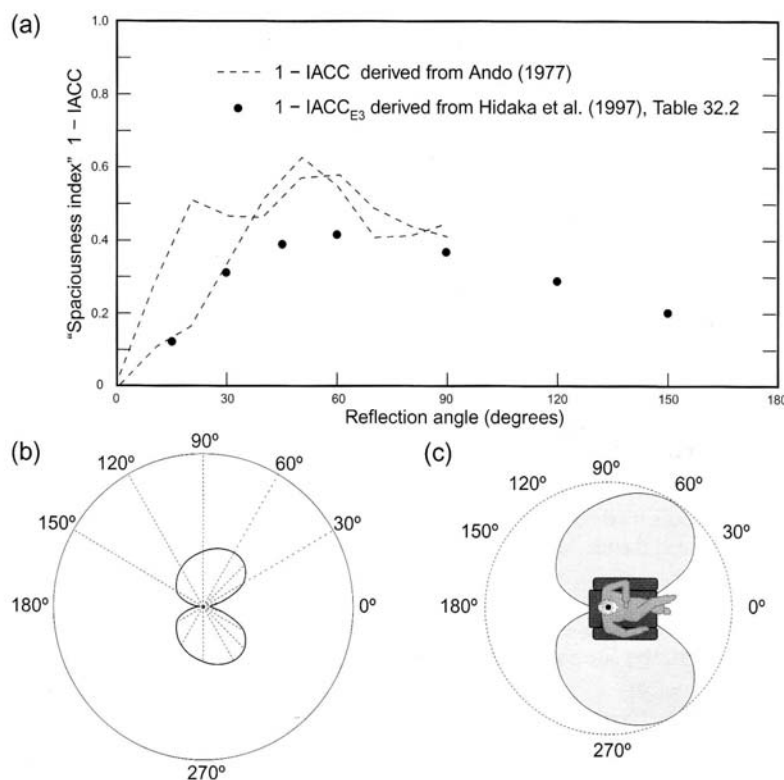 (a)
1.0
0.8
0.6
0.4
0.2
0
"Spaciousness index" 1 − IACC
1 − IACC derived from Ando (1977)
1 − IACC_E3 derived from Hidaka et al. (1997), Table 32.2
0 30 60 90 120 150 180
Reflection angle (degrees)
(b)
90º
120º 60º
150º 30º
180º 0º
270º
(c)
90º
120º 60º
150º 30º
180º 0º
270º